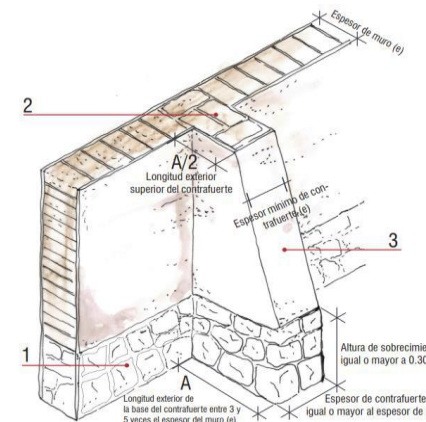 Espesor de muro (e)
2
A/2
Longitud exterior
superior del contrafuerte
Espesor mínimo de con-
trafuerte(e)
3
1
Altura de sobrecimie
igual o mayor a 0.30
A
Longitud exterior de
la base del contrafuerte entre 3 y
5 veces el espesor del muro (e)
Espesor de contrafuerte
igual o mayor al espesor de